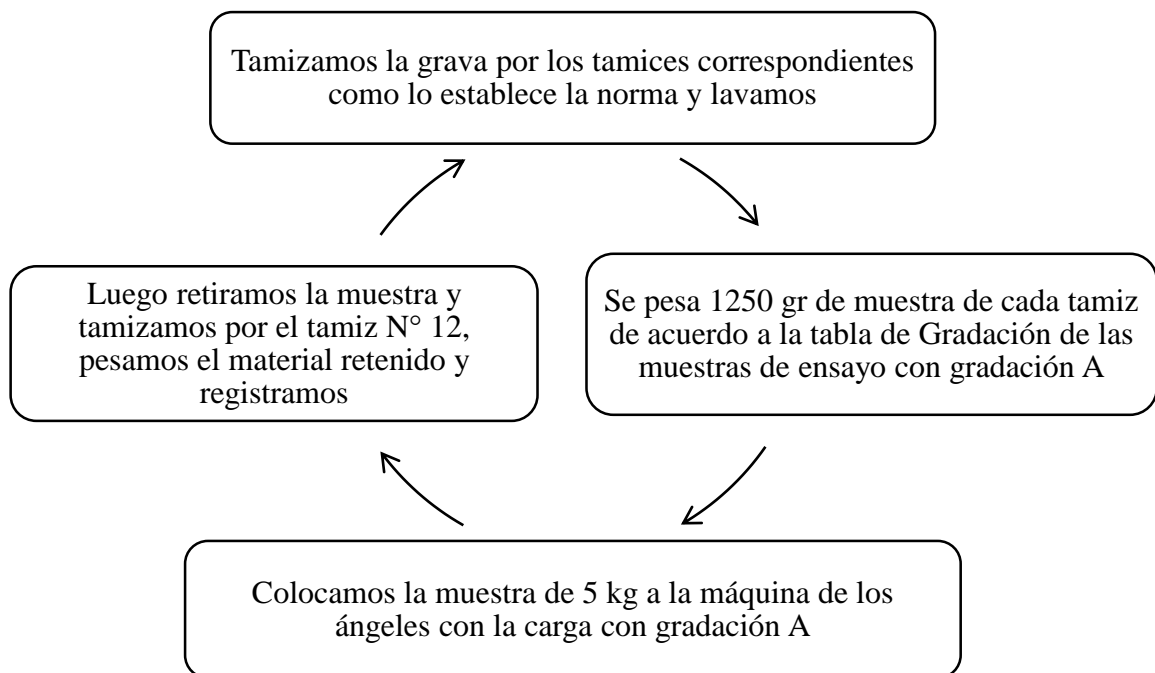 Tamizamos la grava por los tamices correspondientes
como lo establece la norma y lavamos
Se pesa 1250 gr de muestra de cada tamiz
de acuerdo a la tabla de Gradación de las
muestras de ensayo con gradación A
Colocamos la muestra de 5 kg a la máquina de los
ángeles con la carga con gradación A
Luego retiramos la muestra y
tamizamos por el tamiz N° 12,
pesamos el material retenido y
registramos